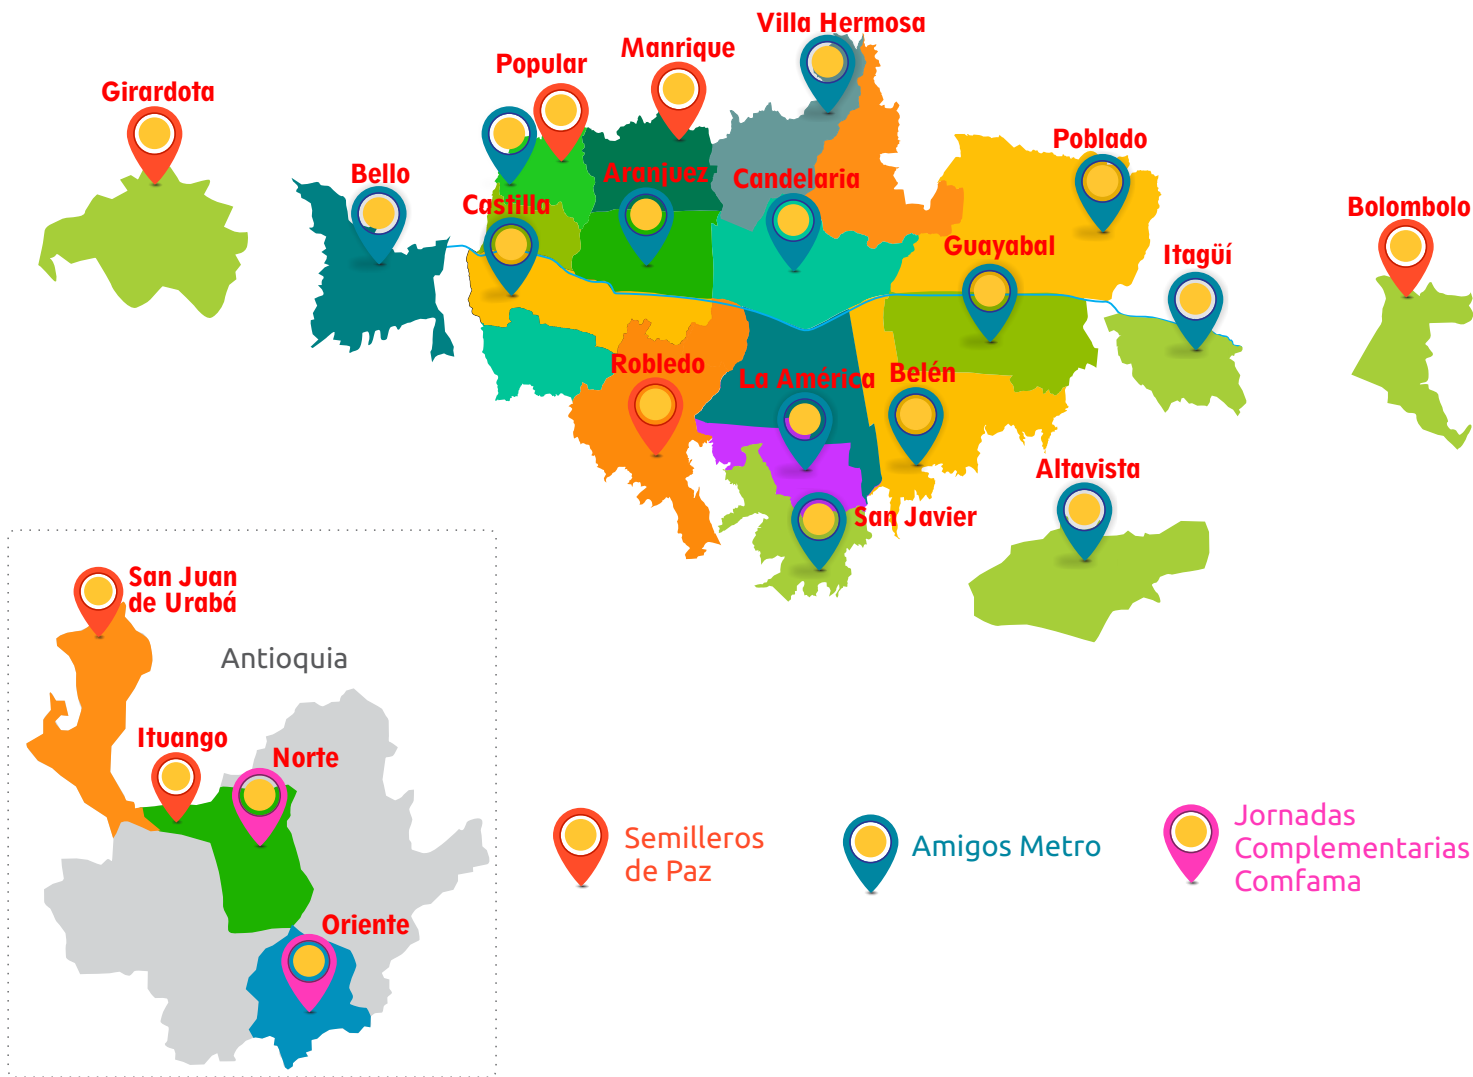 Villa Hermosa
Manrique
Popular
Girardota
Poblado
Bello
Aranjuez
Candelaria
Castilla
Bolombolo
Guayabal
Itagüí
Robledo
La América
Belén
Altavista
San Javier
San Juan
de Urabá
Antioquia
Ituango
Norte
Oriente
Semilleros
de Paz
Amigos Metro
Jornadas
Complementarias
Comfama